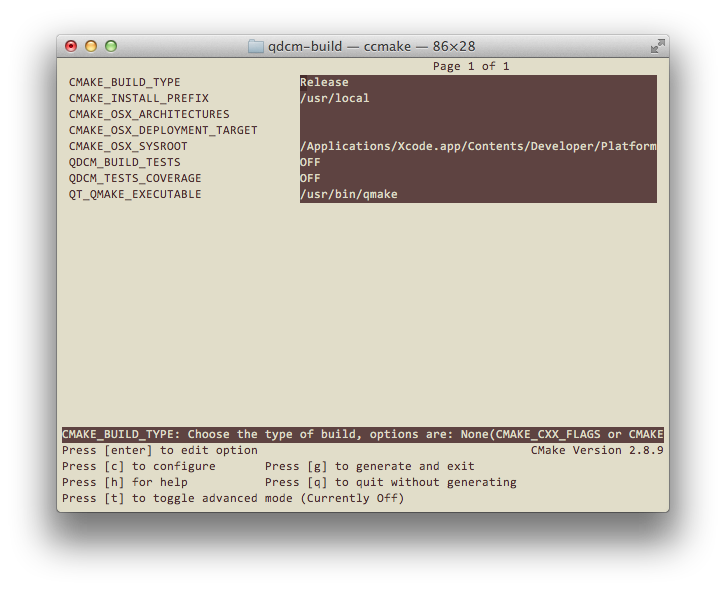 qdcm-build — ccmake — 86×28
Page 1 of 1
CMAKE_BUILD_TYPE Release
CMAKE_INSTALL_PREFIX /usr/local
CMAKE_OSX_ARCHITECTURES
CMAKE_OSX_DEPLOYMENT_TARGET
CMAKE_OSX_SYSROOT /Applications/Xcode.app/Contents/Developer/Platform
QDCM_BUILD_TESTS OFF
QDCM_TESTS_COVERAGE OFF
QT_QMAKE_EXECUTABLE /usr/bin/qmake
CMAKE_BUILD_TYPE: Choose the type of build, options are: None(CMAKE_CXX_FLAGS or CMAKE
Press [enter] to edit option CMake Version 2.8.9
Press [c] to configure Press [g] to generate and exit
Press [h] for help Press [q] to quit without generating
Press [t] to toggle advanced mode (Currently Off)